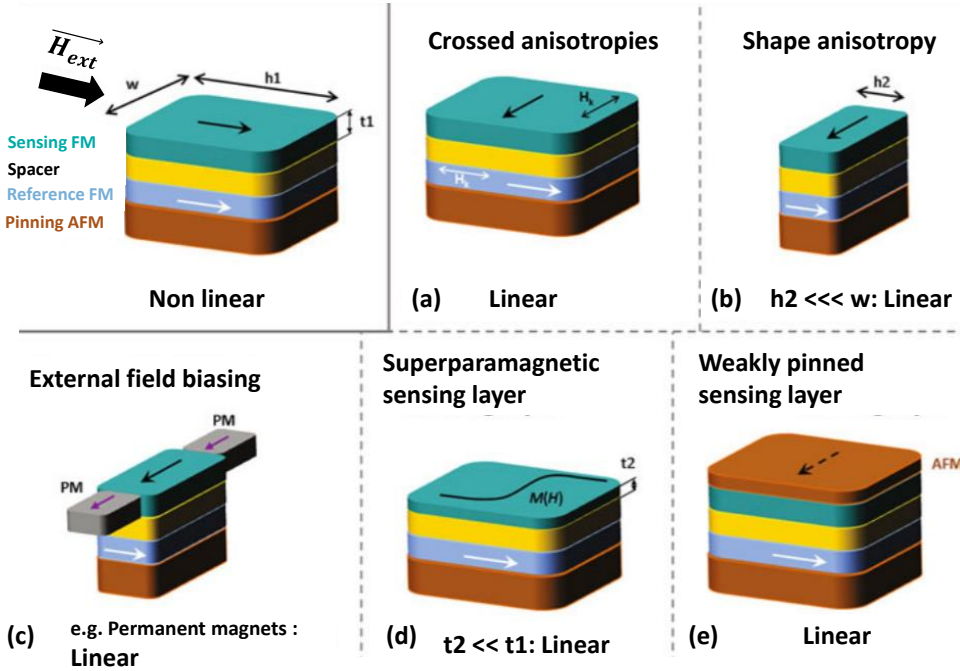 H_ext
w
h1
t1
Sensing FM
Spacer
Reference FM
Pinning AFM
Non linear
Crossed anisotropies
H_k
H_k
(a) Linear
Shape anisotropy
h2
(b) h2 <<< w: Linear
External field biasing
PM
PM
(c) e.g. Permanent magnets :
Linear
Superparamagnetic
sensing layer
t2
M(H)
(d) t2 << t1: Linear
Weakly pinned
sensing layer
AFM
(e) Linear